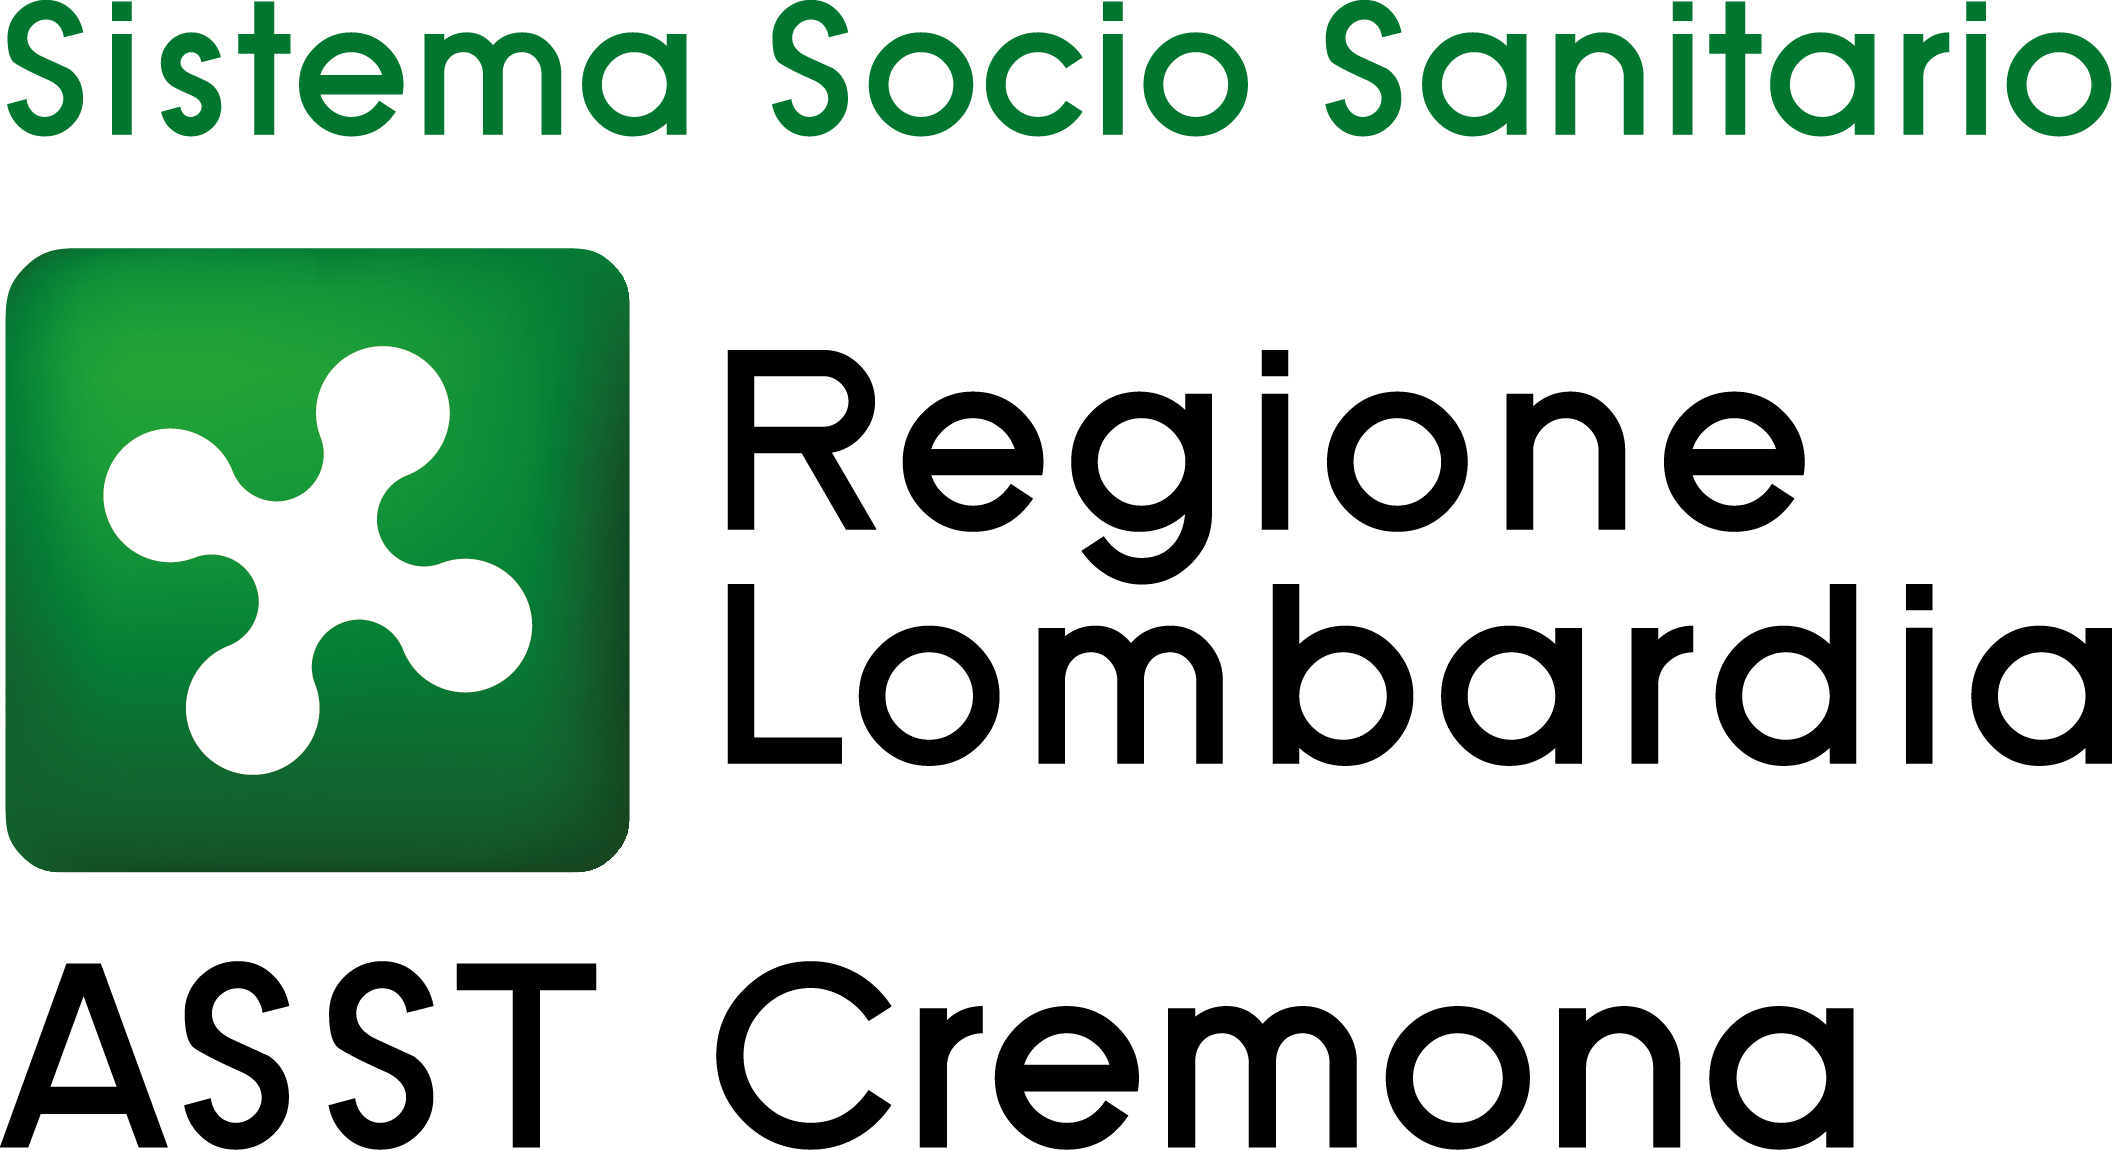 Sistema Socio Sanitario
Regione
Lombardia
ASST Cremona